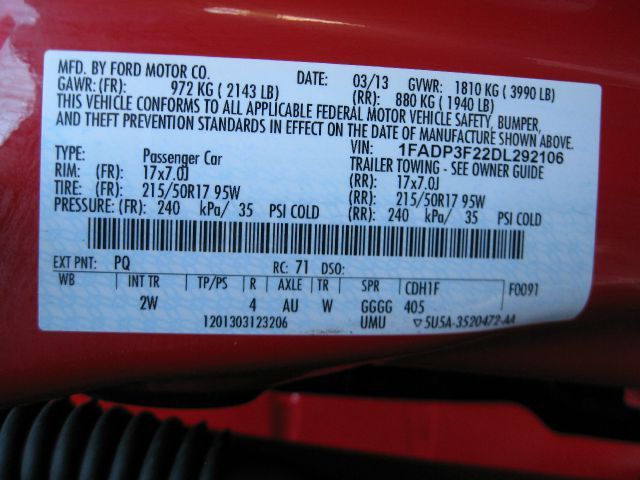 MFD. BY FORD MOTOR CO. DATE: 03/13 GVWR: 1810 KG ( 3990 LB)
GAWR: (FR): 972 KG ( 2143 LB) (RR): 880 KG ( 1940 LB)
THIS VEHICLE CONFORMS TO ALL APPLICABLE FEDERAL MOTOR VEHICLE SAFETY, BUMPER,
AND THEFT PREVENTION STANDARDS IN EFFECT ON THE DATE OF MANUFACTURE SHOWN ABOVE.
VIN: 1FADP3F22DL292106
TYPE: Passenger Car TRAILER TOWING - SEE OWNER GUIDE
RIM: (FR): 17x7.0J (RR): 17x7.0J
TIRE: (FR): 215/50R17 95W (RR): 215/50R17 95W
PRESSURE: (FR): 240 kPa/ 35 PSI COLD (RR): 240 kPa/ 35 PSI COLD
EXT PNT: PQ RC: 71 DSO:
WB INT TR TP/PS R AXLE TR SPR CDH1F F0091
2W 4 AU W GGGG 405
1201303123206 UMU ▽5U5A-3520472-AA